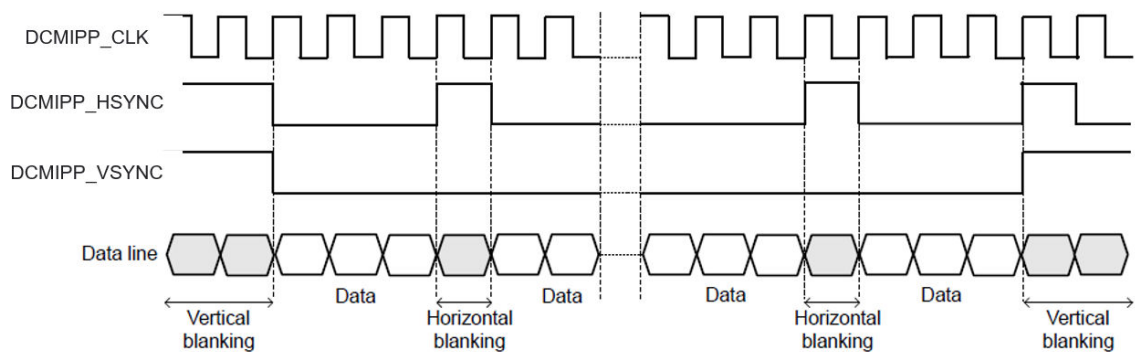 DCMIPP_CLK
DCMIPP_HSYNC
DCMIPP_VSYNC
Data line
Data
Data
Data
Data
Vertical
blanking
Horizontal
blanking
Horizontal
blanking
Vertical
blanking